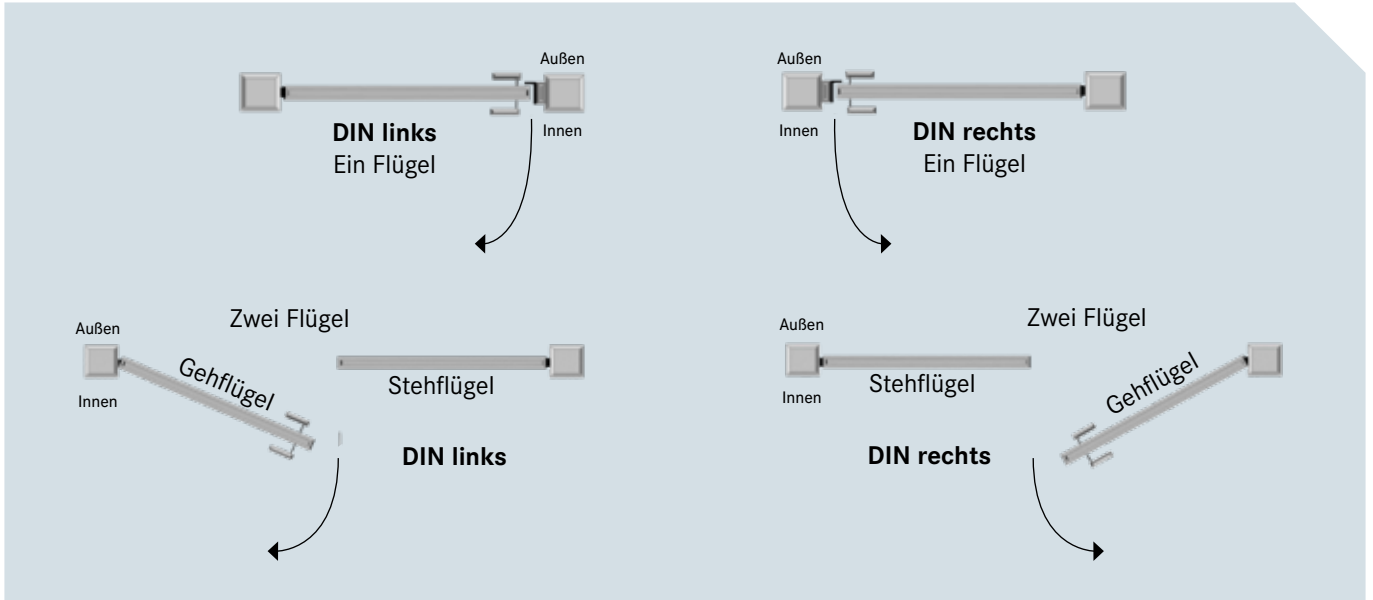 Außen
Innen
DIN links
Ein Flügel
Außen
Innen
DIN rechts
Ein Flügel
Zwei Flügel
Außen
Innen
Gehflügel
Stehflügel
DIN links
Zwei Flügel
Außen
Innen
Stehflügel
Gehflügel
DIN rechts